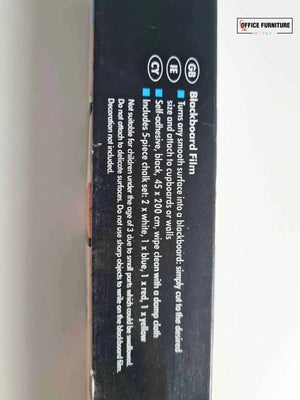 OFFICE FURNITURE
OUTLET
GB IE CY
Blackboard Film
Turns any smooth surface into a blackboard: simply cut to the desired
size and attach to cupboards or walls
Self-adhesive, black, 45 x 200 cm, wipe clean with a damp cloth
Includes 5-piece chalk set: 2 x white, 1 x blue, 1 x red, 1 x yellow
Not suitable for children under the age of 3 due to small parts which could be swallowed.
Do not attach to delicate surfaces. Do not use sharp objects to write on the blackboard film.
Decoration not included.